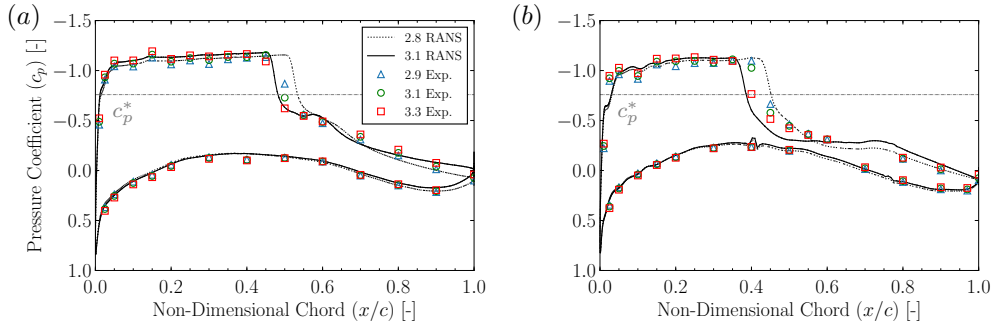 (a)
(b)
Pressure Coefficient (cp) [-]
−1.5
−1.0
−0.5
0.0
0.5
1.0
2.8 RANS
3.1 RANS
2.9 Exp.
3.1 Exp.
3.3 Exp.
c*p
0.0 0.2 0.4 0.6 0.8 1.0
Non-Dimensional Chord (x/c) [-]
−1.5
−1.0
−0.5
0.0
0.5
1.0
c*p
0.0 0.2 0.4 0.6 0.8 1.0
Non-Dimensional Chord (x/c) [-]